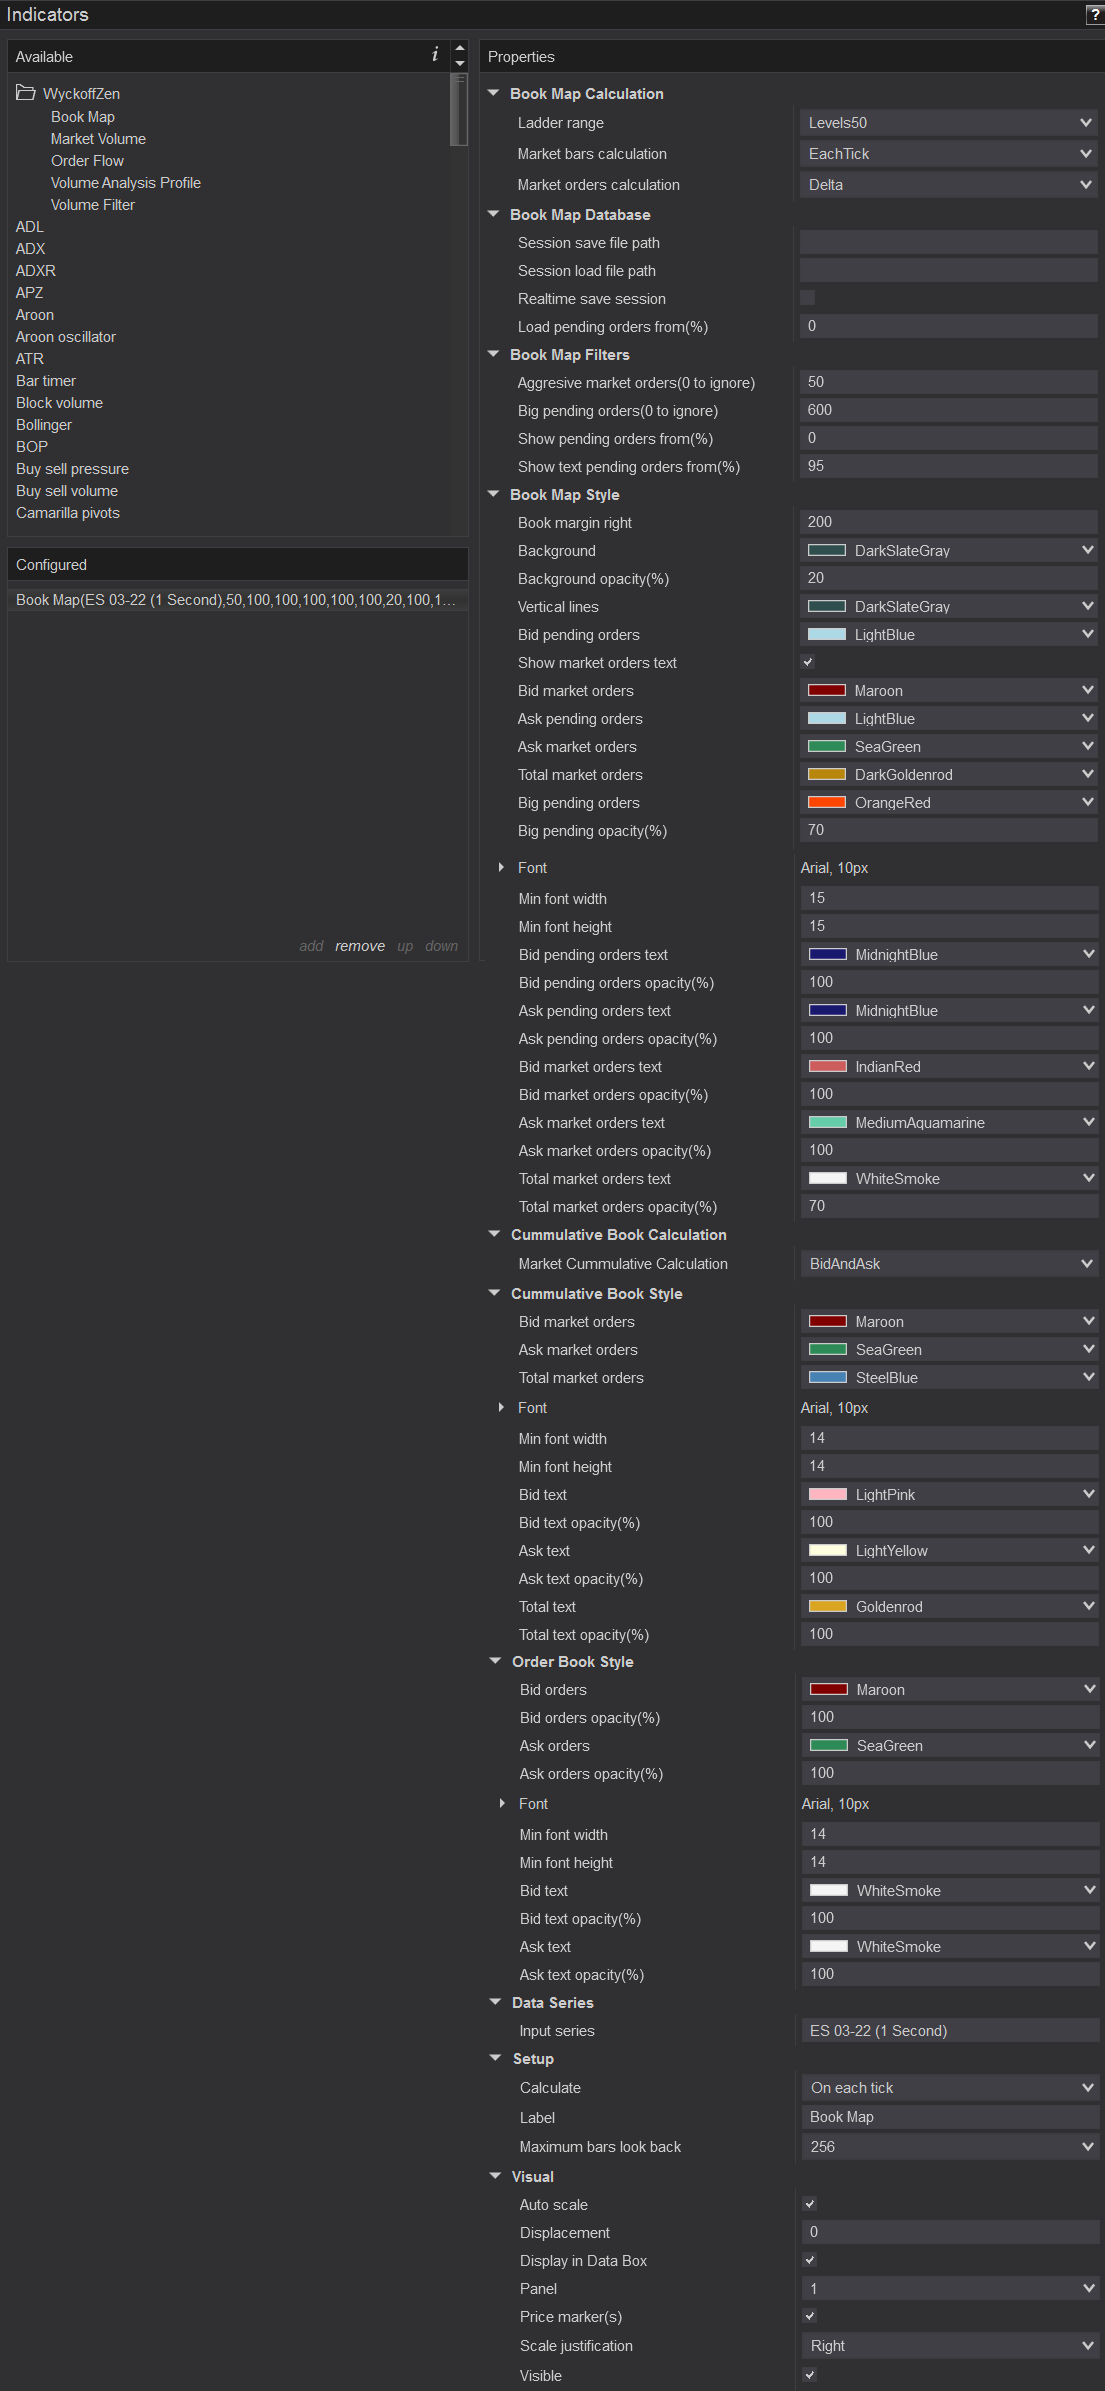 Indicators
?
Available
i
WyckoffZen
Book Map
Market Volume
Order Flow
Volume Analysis Profile
Volume Filter
ADL
ADX
ADXR
APZ
Aroon
Aroon oscillator
ATR
Bar timer
Block volume
Bollinger
BOP
Buy sell pressure
Buy sell volume
Camarilla pivots
Configured
Book Map(ES 03-22 (1 Second),50,100,100,100,100,100,20,100,1...
add remove up down
Properties
Book Map Calculation
Ladder range Levels50
Market bars calculation EachTick
Market orders calculation Delta
Book Map Database
Session save file path
Session load file path
Realtime save session
Load pending orders from(%) 0
Book Map Filters
Aggresive market orders(0 to ignore) 50
Big pending orders(0 to ignore) 600
Show pending orders from(%) 0
Show text pending orders from(%) 95
Book Map Style
Book margin right 200
Background DarkSlateGray
Background opacity(%) 20
Vertical lines DarkSlateGray
Bid pending orders LightBlue
Show market orders text
Bid market orders Maroon
Ask pending orders LightBlue
Ask market orders SeaGreen
Total market orders DarkGoldenrod
Big pending orders OrangeRed
Big pending opacity(%) 70
Font Arial, 10px
Min font width 15
Min font height 15
Bid pending orders text MidnightBlue
Bid pending orders opacity(%) 100
Ask pending orders text MidnightBlue
Ask pending orders opacity(%) 100
Bid market orders text IndianRed
Bid market orders opacity(%) 100
Ask market orders text MediumAquamarine
Ask market orders opacity(%) 100
Total market orders text WhiteSmoke
Total market orders opacity(%) 70
Cummulative Book Calculation
Market Cummulative Calculation BidAndAsk
Cummulative Book Style
Bid market orders Maroon
Ask market orders SeaGreen
Total market orders SteelBlue
Font Arial, 10px
Min font width 14
Min font height 14
Bid text LightPink
Bid text opacity(%) 100
Ask text LightYellow
Ask text opacity(%) 100
Total text Goldenrod
Total text opacity(%) 100
Order Book Style
Bid orders Maroon
Bid orders opacity(%) 100
Ask orders SeaGreen
Ask orders opacity(%) 100
Font Arial, 10px
Min font width 14
Min font height 14
Bid text WhiteSmoke
Bid text opacity(%) 100
Ask text WhiteSmoke
Ask text opacity(%) 100
Data Series
Input series ES 03-22 (1 Second)
Setup
Calculate On each tick
Label Book Map
Maximum bars look back 256
Visual
Auto scale
Displacement 0
Display in Data Box
Panel 1
Price marker(s)
Scale justification Right
Visible